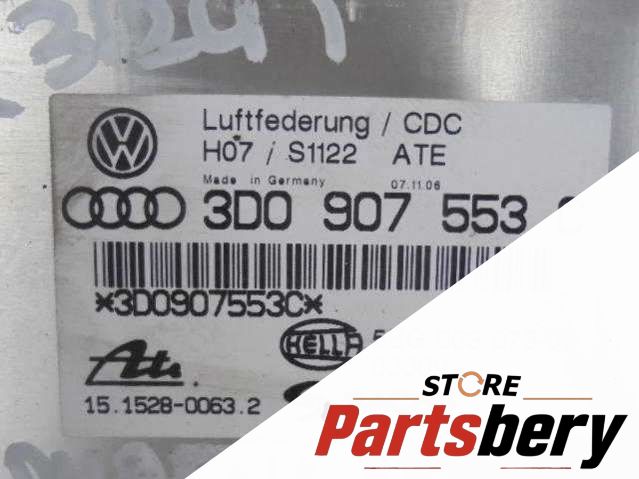 Luftfederung / CDC
H07 / S1122 ATE
Made in Germany 07.11.06
3D0 907 553
*3D0907553C*
HELLA
Ate
15.1528-0063.2
STORE
Partsbery